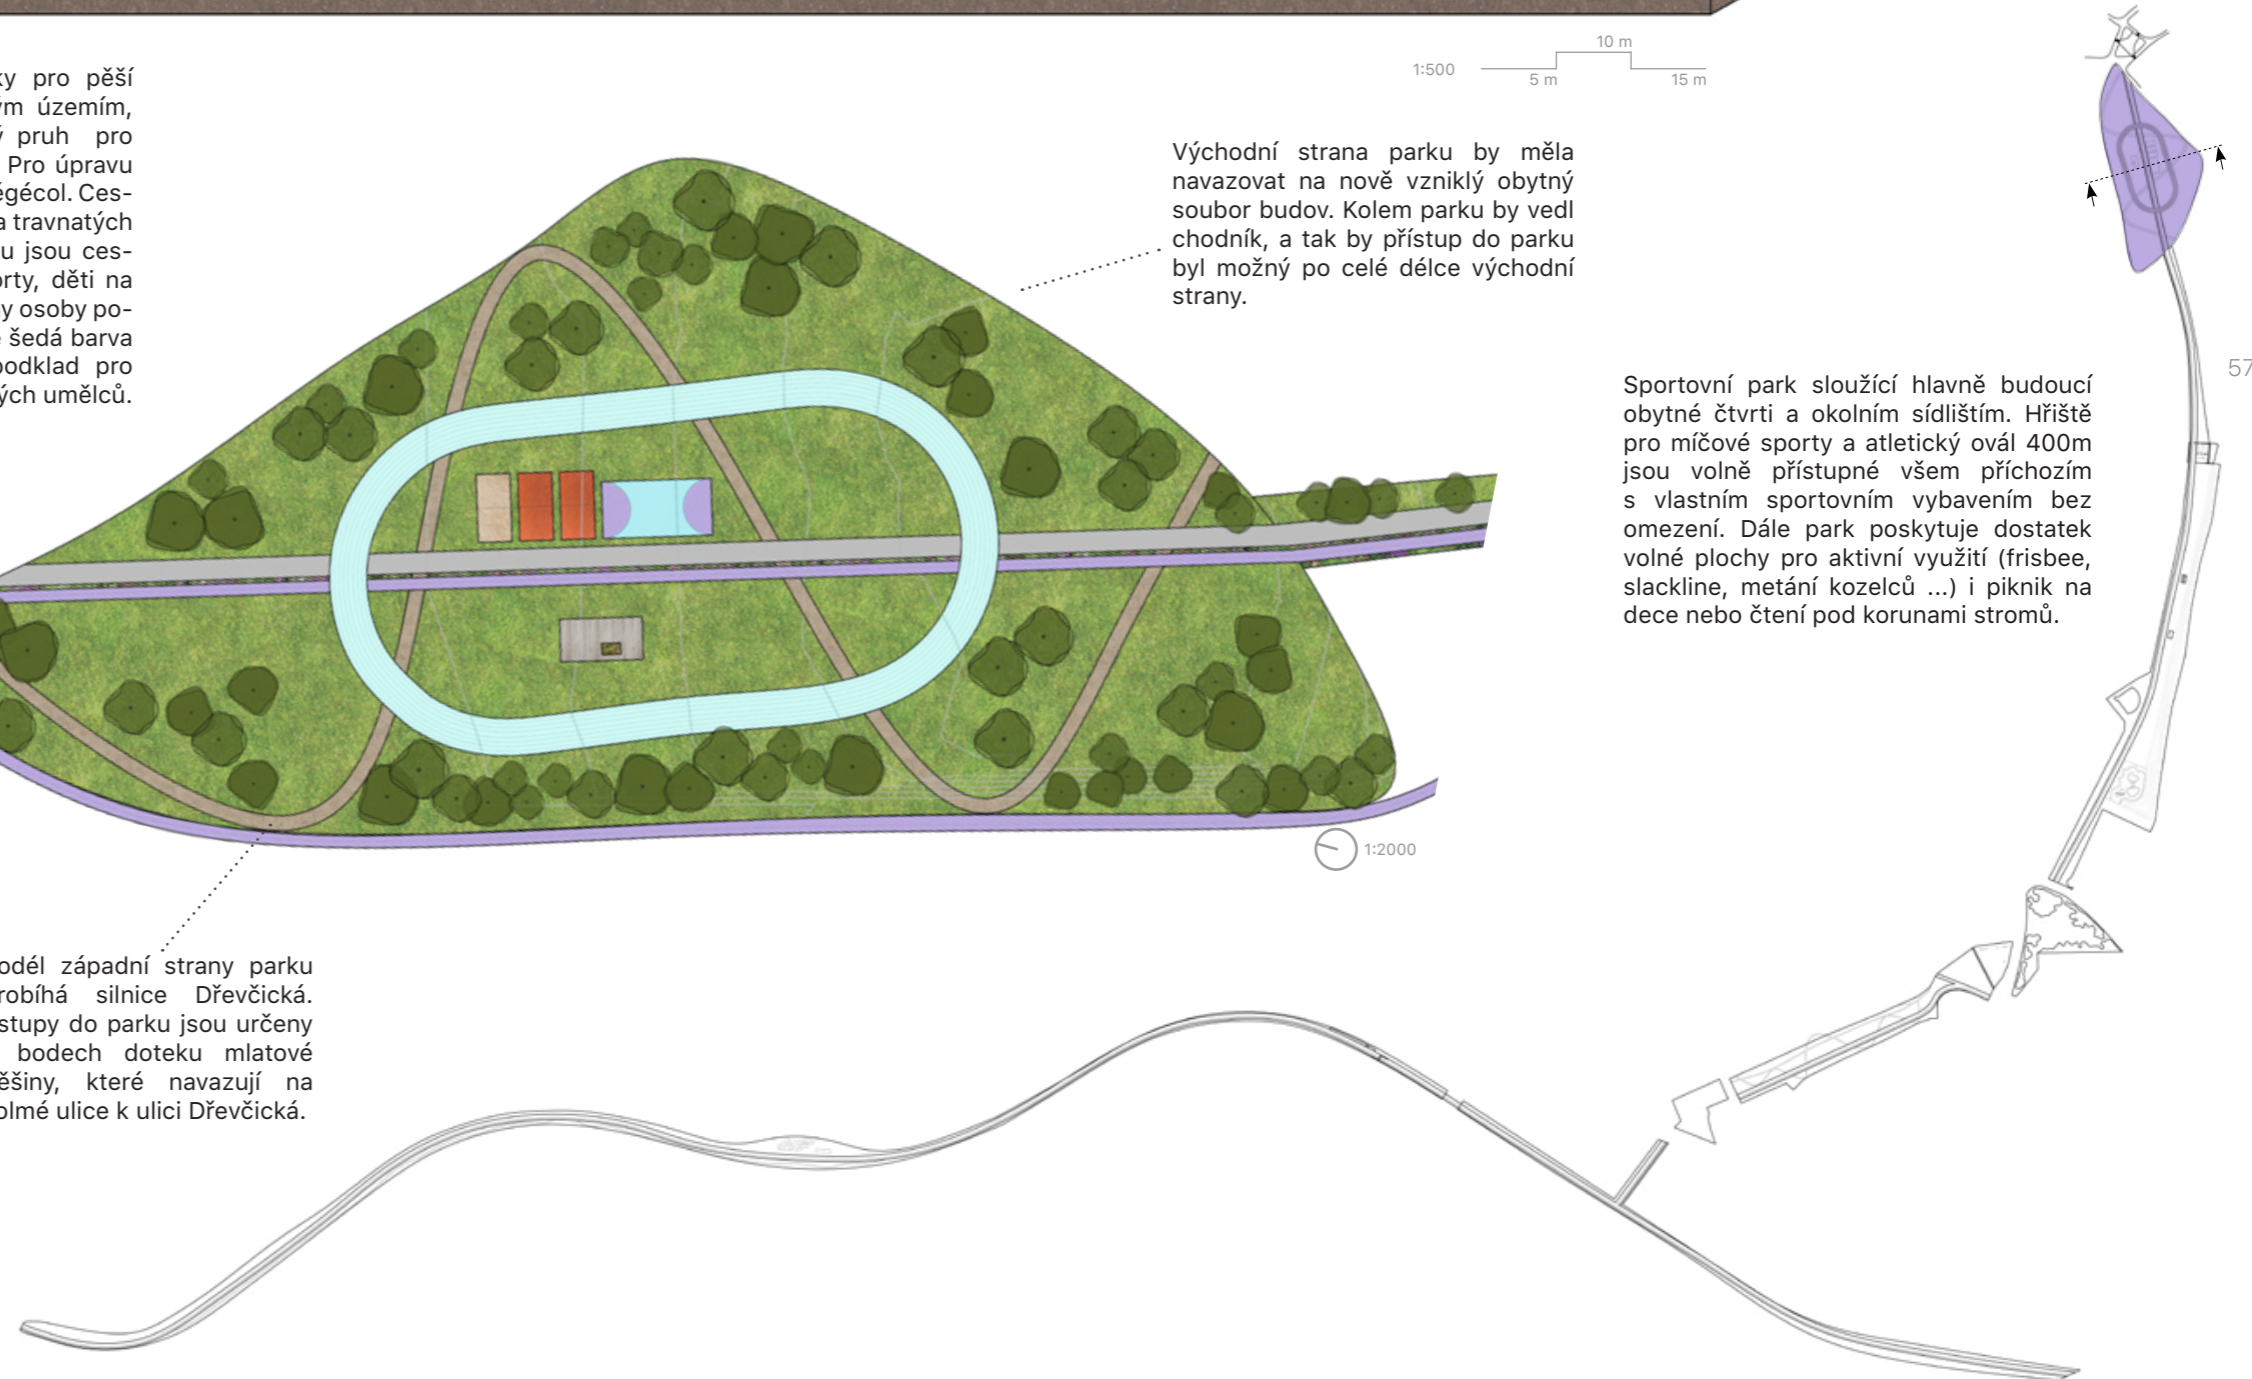 10 m
1:500
5 m
15 m
ky pro pěší
ým územím,
ý pruh pro
Pro úpravu
égécol. Ces-
a travnatých
u jsou ces-
orty, děti na
y osoby po-
šedá barva
podklad pro
ých umělců.
Východní strana parku by měla
navazovat na nově vzniklý obytný
soubor budov. Kolem parku by vedl
chodník, a tak by přístup do parku
byl možný po celé délce východní
strany.
57
Sportovní park sloužící hlavně budoucí
obytné čtvrti a okolním sídlištím. Hřiště
pro míčové sporty a atletický ovál 400m
jsou volně přístupné všem příchozím
s vlastním sportovním vybavením bez
omezení. Dále park poskytuje dostatek
volné plochy pro aktivní využití (frisbee,
slackline, metání kozelců ...) i piknik na
dece nebo čtení pod korunami stromů.
1:2000
odél západní strany parku
robíhá silnice Dřevčická.
stupy do parku jsou určeny
bodech doteku mlatové
ěšiny, které navazují na
olmé ulice k ulici Dřevčická.